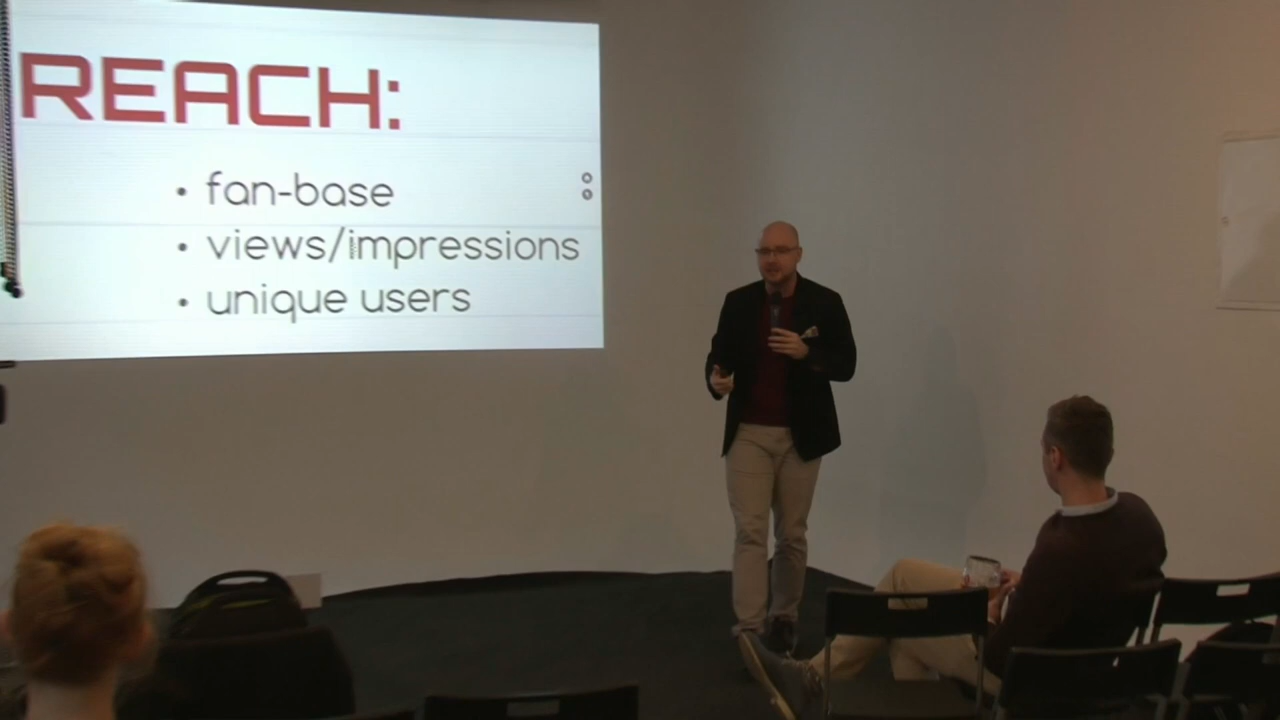 REACH:
• fan-base
• views/impressions
• unique users